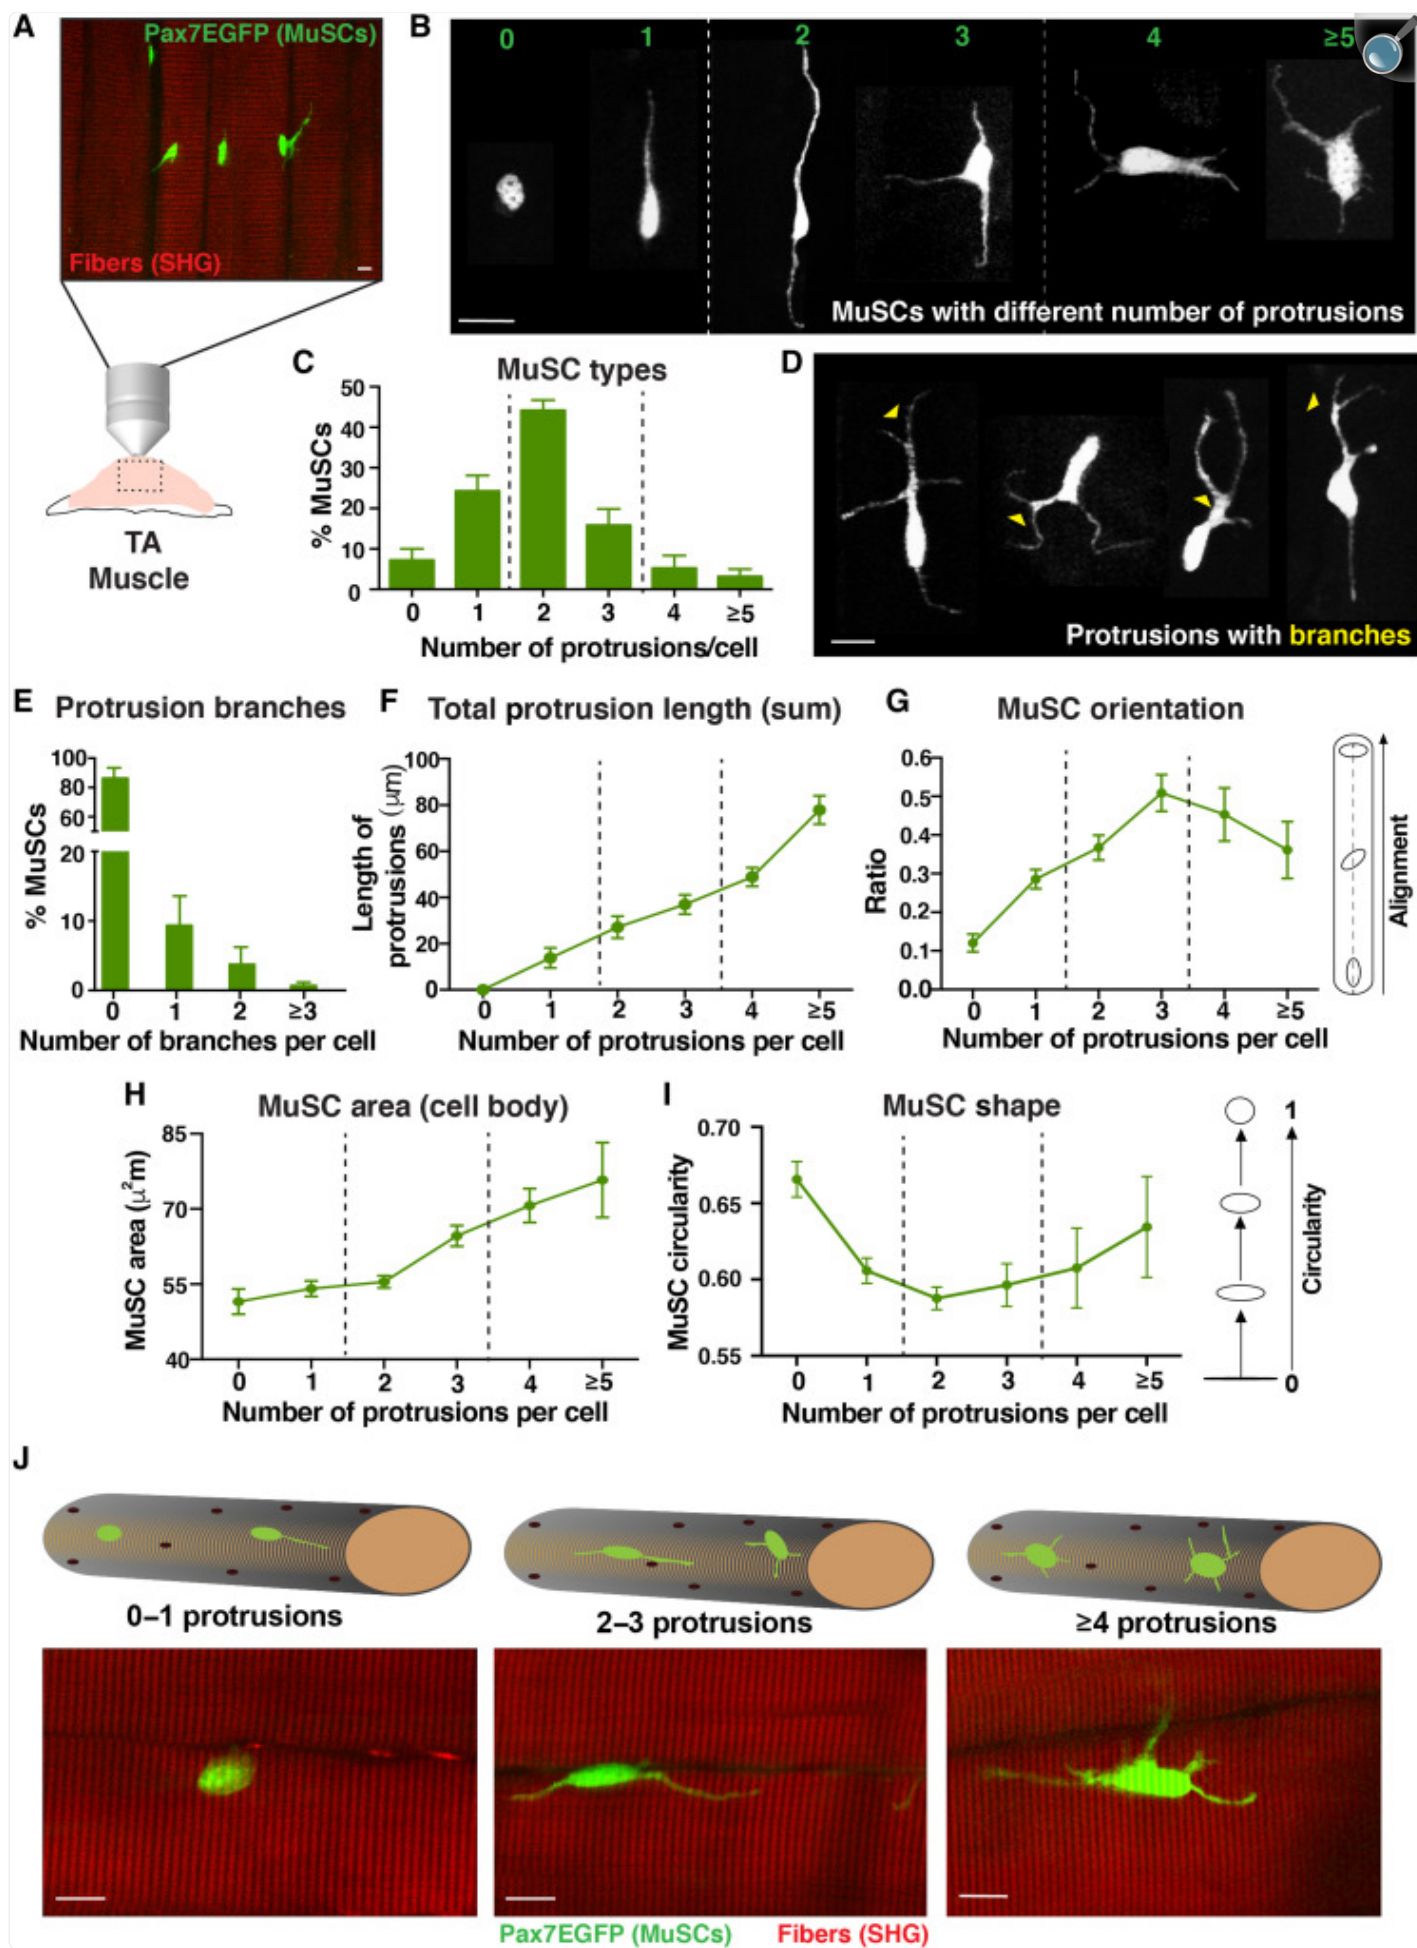 A
Pax7EGFP (MuSCs)
Fibers (SHG)
TA
Muscle
B
0 1 2 3 4 ≥5
MuSCs with different number of protrusions
C
MuSC types
% MuSCs
50
40
30
20
10
0
0 1 2 3 4 ≥5
Number of protrusions/cell
D
Protrusions with branches
E
Protrusion branches
% MuSCs
100
80
60
20
10
0
0 1 2 ≥3
Number of branches per cell
F
Total protrusion length (sum)
Length of
protrusions (μm)
100
80
60
40
20
0
0 1 2 3 4 ≥5
Number of protrusions per cell
G
MuSC orientation
Ratio
0.6
0.5
0.4
0.3
0.2
0.1
0.0
0 1 2 3 4 ≥5
Number of protrusions per cell
Alignment
H
MuSC area (cell body)
MuSC area (μ²m)
85
70
55
40
0 1 2 3 4 ≥5
Number of protrusions per cell
I
MuSC shape
MuSC circularity
0.70
0.65
0.60
0.55
0 1 2 3 4 ≥5
Number of protrusions per cell
1
Circularity
0
J
0–1 protrusions
2–3 protrusions
≥4 protrusions
Pax7EGFP (MuSCs) Fibers (SHG)